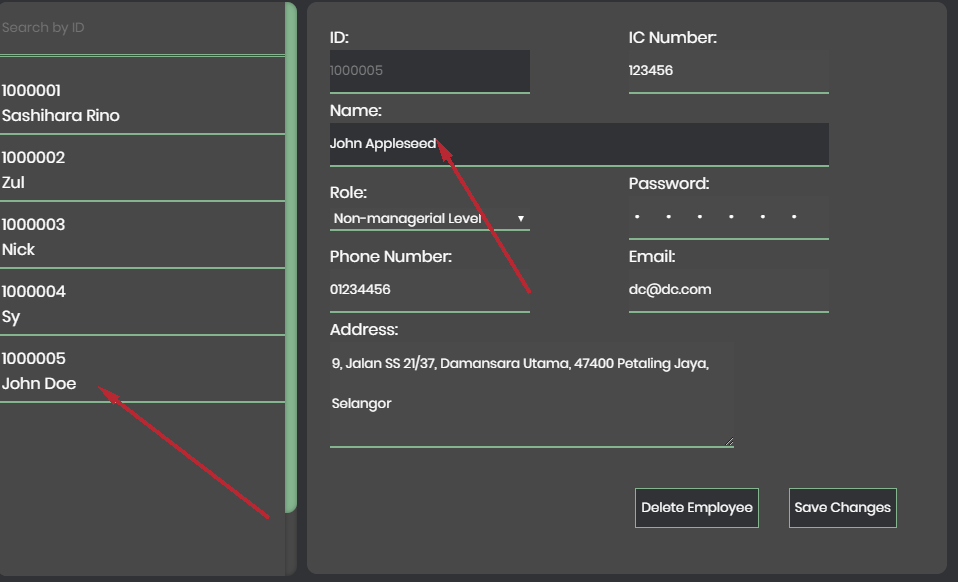 Search by ID
1000001
Sashihara Rino
1000002
Zul
1000003
Nick
1000004
Sy
1000005
John Doe
ID:
1000005
IC Number:
123456
Name:
John Appleseed
Role:
Non-managerial Level
Password:
Phone Number:
01234456
Email:
dc@dc.com
Address:
9, Jalan SS 21/37, Damansara Utama, 47400 Petaling Jaya,
Selangor
Delete Employee
Save Changes